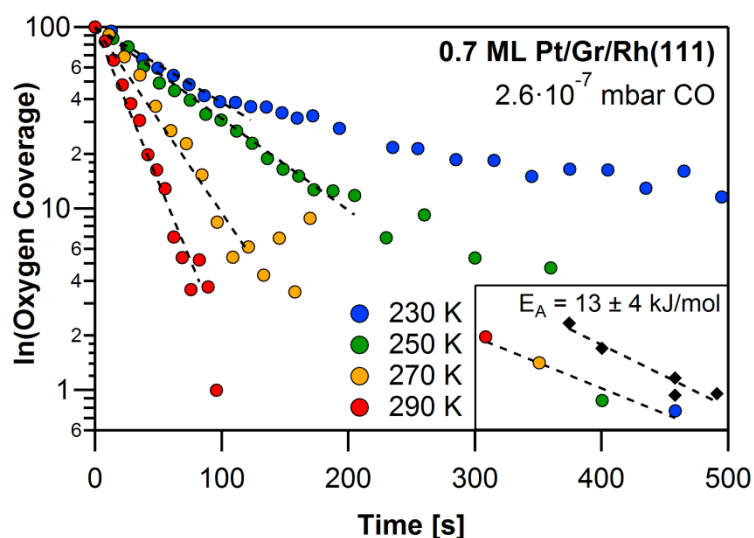 0.7 ML Pt/Gr/Rh(111)
2.6·10⁻⁷ mbar CO
ln(Oxygen Coverage)
100
6
4
2
10
6
4
2
1
6
230 K
250 K
270 K
290 K
E_A = 13 ± 4 kJ/mol
0
100
200
300
400
500
Time [s]